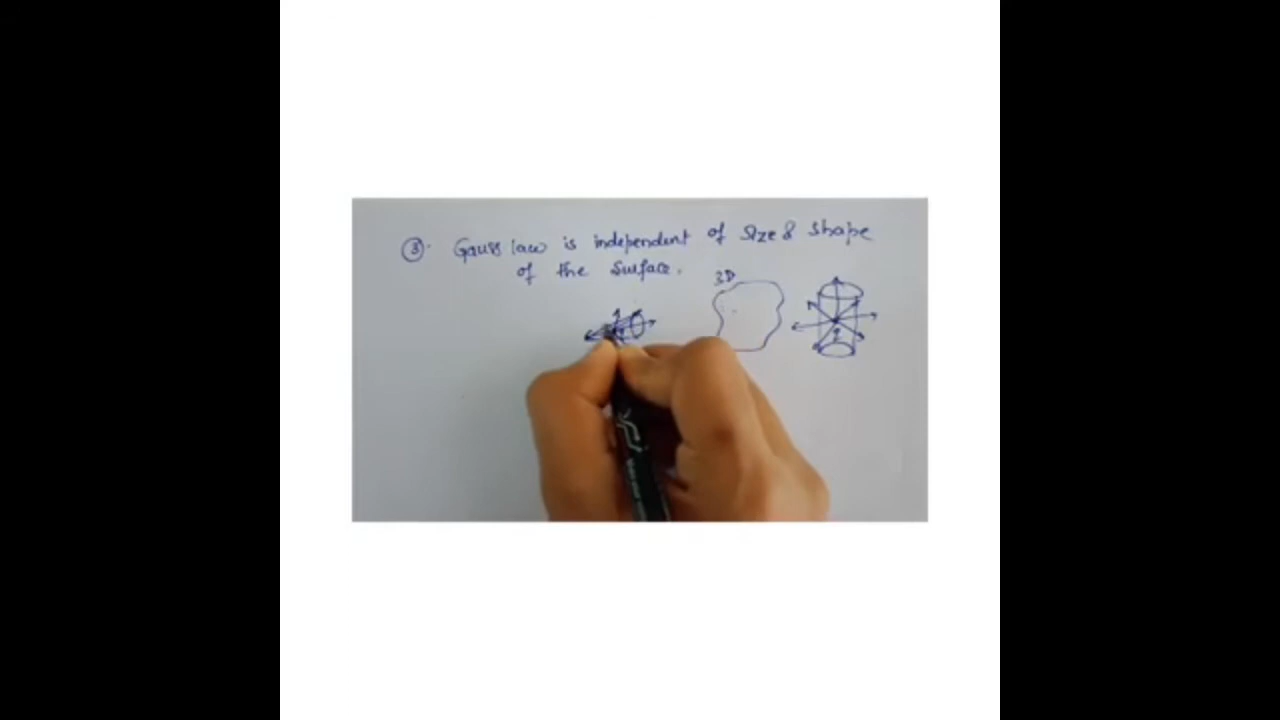 ③. Gauss law is independent of size & shape
of the surface.
3D
q